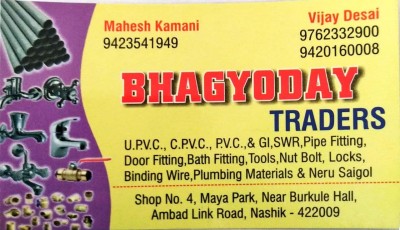 Mahesh Kamani
9423541949
Vijay Desai
9762332900
9420160008
BHAGYODAY
TRADERS
U.P.V.C., C.P.V.C., P.V.C.,& GI,SWR,Pipe Fitting,
Door Fitting,Bath Fitting,Tools,Nut Bolt, Locks,
Binding Wire,Plumbing Materials & Neru Saigol
Shop No. 4, Maya Park, Near Burkule Hall,
Ambad Link Road, Nashik - 422009